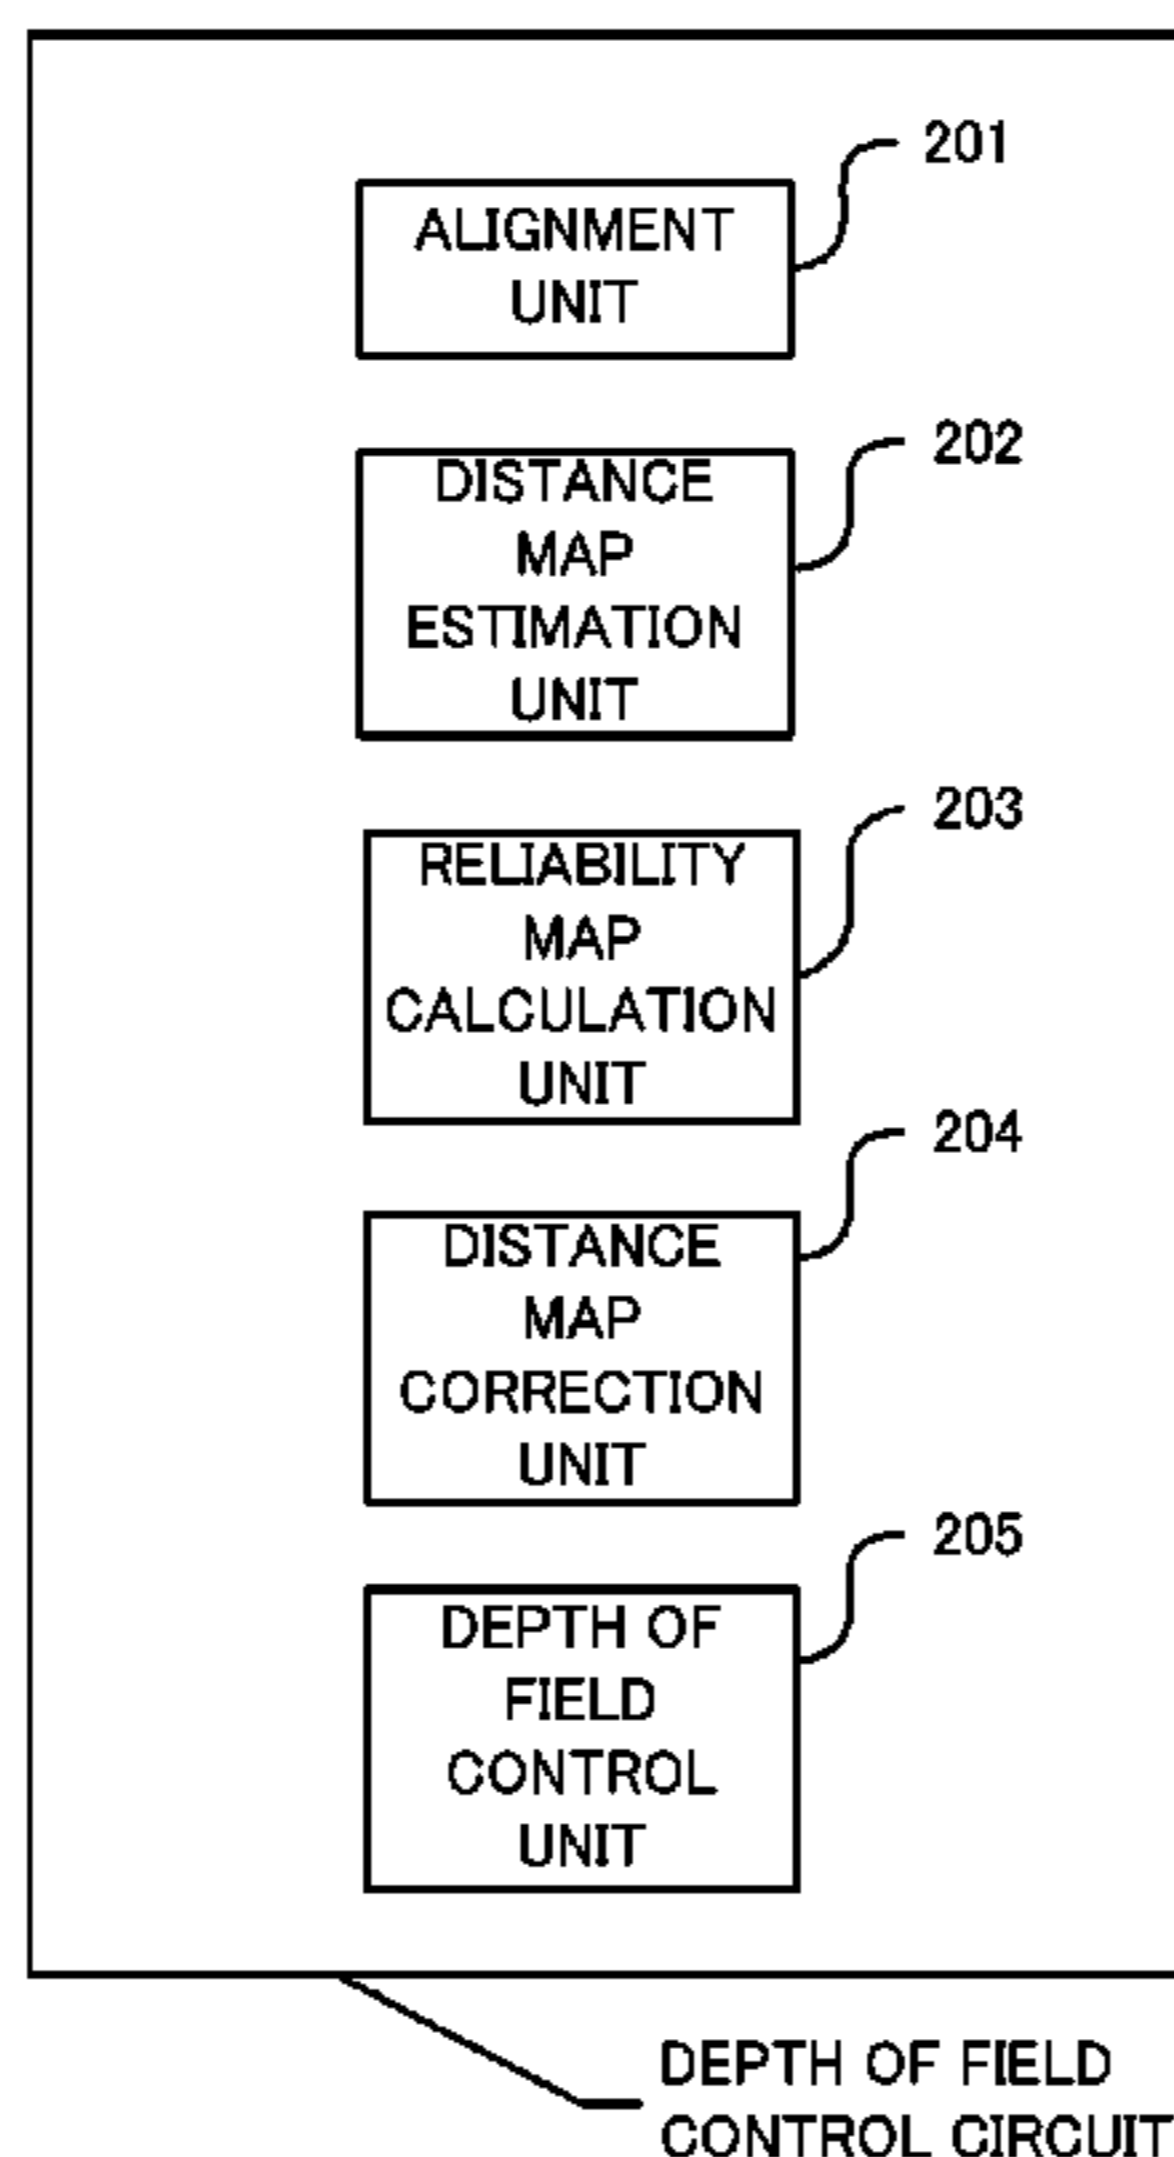 201
ALIGNMENT
UNIT
202
DISTANCE
MAP
ESTIMATION
UNIT
203
RELIABILITY
MAP
CALCULATION
UNIT
204
DISTANCE
MAP
CORRECTION
UNIT
205
DEPTH OF
FIELD
CONTROL
UNIT
DEPTH OF FIELD
CONTROL CIRCUIT